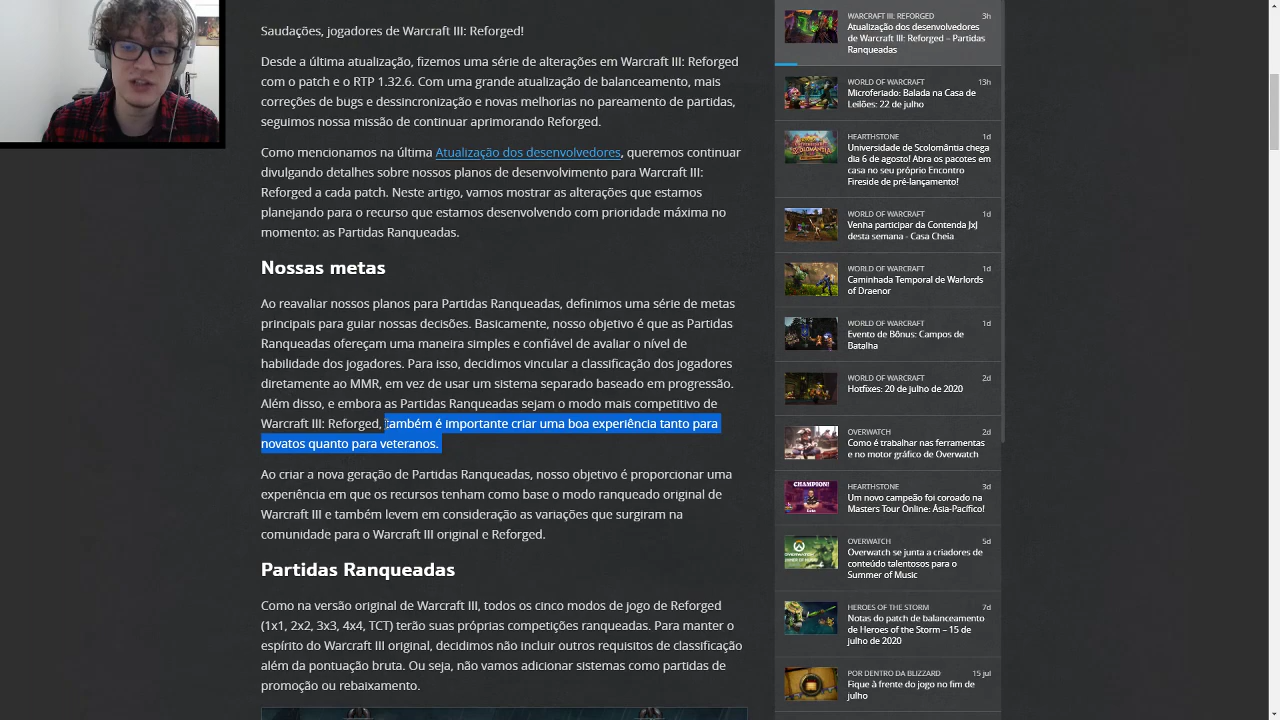 Saudações, jogadores de Warcraft III: Reforged!
Desde a última atualização, fizemos uma série de alterações em Warcraft III: Reforged
com o patch e o RTP 1.32.6. Com uma grande atualização de balanceamento, mais
correções de bugs e dessincronização e novas melhorias no pareamento de partidas,
seguimos nossa missão de continuar aprimorando Reforged.
Como mencionamos na última Atualização dos desenvolvedores, queremos continuar
divulgando detalhes sobre nossos planos de desenvolvimento para Warcraft III:
Reforged a cada patch. Neste artigo, vamos mostrar as alterações que estamos
planejando para o recurso que estamos desenvolvendo com prioridade máxima no
momento: as Partidas Ranqueadas.
Nossas metas
Ao reavaliar nossos planos para Partidas Ranqueadas, definimos uma série de metas
principais para guiar nossas decisões. Basicamente, nosso objetivo é que as Partidas
Ranqueadas ofereçam uma maneira simples e confiável de avaliar o nível de
habilidade dos jogadores. Para isso, decidimos vincular a classificação dos jogadores
diretamente ao MMR, em vez de usar um sistema separado baseado em progressão.
Além disso, e embora as Partidas Ranqueadas sejam o modo mais competitivo de
Warcraft III: Reforged, também é importante criar uma boa experiência tanto para
novatos quanto para veteranos.
Ao criar a nova geração de Partidas Ranqueadas, nosso objetivo é proporcionar uma
experiência em que os recursos tenham como base o modo ranqueado original de
Warcraft III e também levem em consideração as variações que surgiram na
comunidade para o Warcraft III original e Reforged.
Partidas Ranqueadas
Como na versão original de Warcraft III, todos os cinco modos de jogo de Reforged
(1x1, 2x2, 3x3, 4x4, TCT) terão suas próprias competições ranqueadas. Para manter o
espírito do Warcraft III original, decidimos não incluir outros requisitos de classificação
além da pontuação bruta. Ou seja, não vamos adicionar sistemas como partidas de
promoção ou rebaixamento.
WARCRAFT III: REFORGED 3h
Atualização dos desenvolvedores
de Warcraft III: Reforged – Partidas
Ranqueadas
WORLD OF WARCRAFT 13h
Microferiado: Balada na Casa de
Leilões: 22 de julho
HEARTHSTONE 1d
Universidade de Scolomântia chega
dia 6 de agosto! Abra os pacotes em
casa no seu próprio Encontro
Fireside de pré-lançamento!
WORLD OF WARCRAFT 1d
Venha participar da Contenda JxJ
desta semana - Casa Cheia
WORLD OF WARCRAFT 1d
Caminhada Temporal de Warlords
of Draenor
WORLD OF WARCRAFT 1d
Evento de Bônus: Campos de
Batalha
WORLD OF WARCRAFT 2d
Hotfixes: 20 de julho de 2020
OVERWATCH 2d
Como é trabalhar nas ferramentas
e no motor gráfico de Overwatch
CHAMPION!
HEARTHSTONE 3d
Um novo campeão foi coroado na
Masters Tour Online: Ásia-Pacífico!
OVERWATCH 5d
Overwatch se junta a criadores de
conteúdo talentosos para o
Summer of Music
HEROES OF THE STORM 7d
Notas do patch de balanceamento
de Heroes of the Storm – 15 de
julho de 2020
POR DENTRO DA BLIZZARD 15 jul
Fique à frente do jogo no fim de
julho